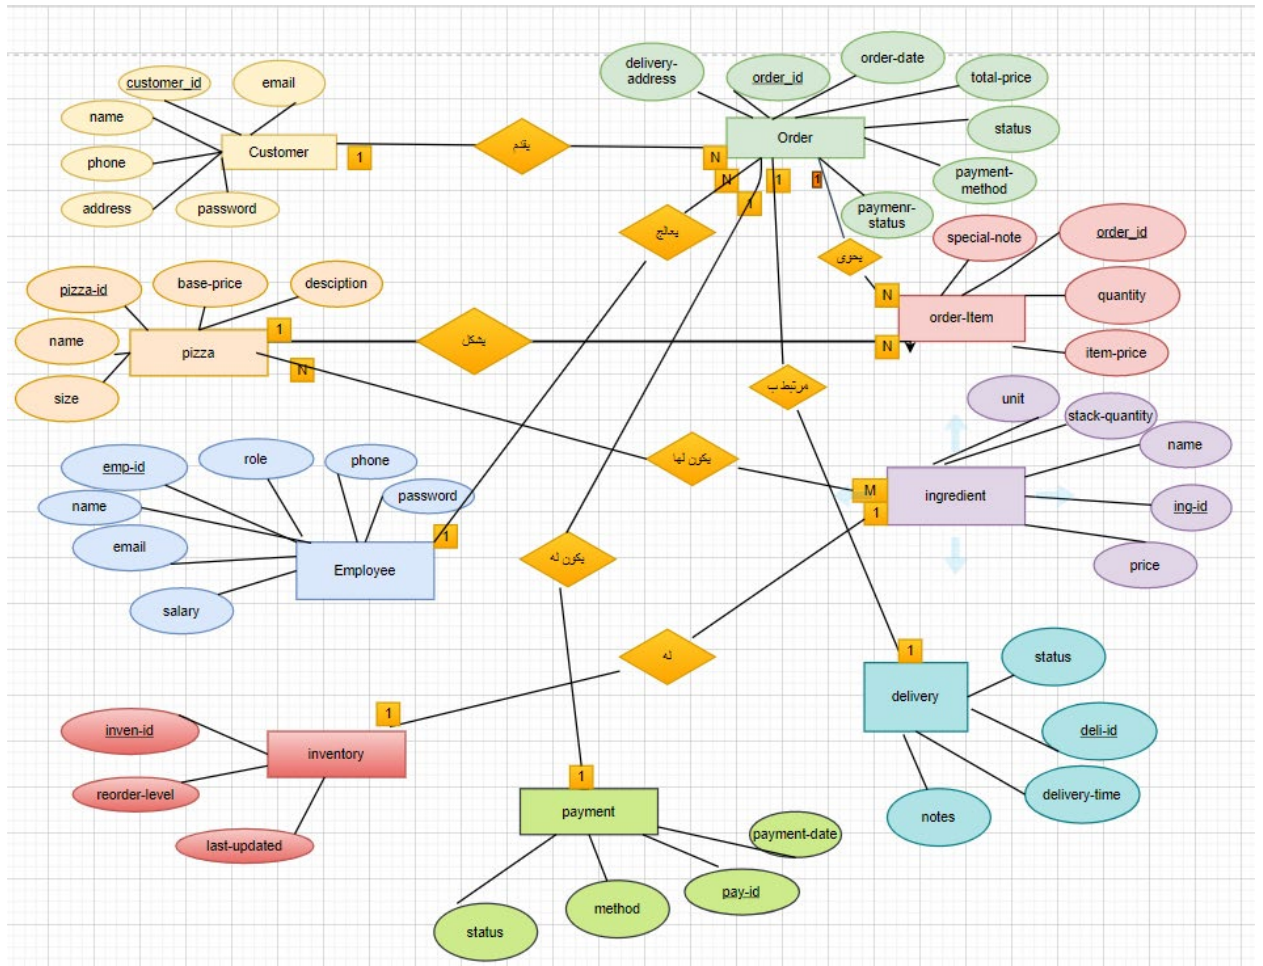 customer_id
email
name
phone
address
password
Customer
1
يقدم
N
Order
delivery-
address
order_id
order-date
total-price
status
payment-
method
paymenr-
status
N
1
1
1
يعالج
يحوى
special-note
order_id
quantity
item-price
order-Item
N
N
pizza-id
base-price
desciption
name
size
pizza
1
N
يشكل
مرتبط ب
يكون لها
unit
stack-quantity
name
ing-id
price
ingredient
M
1
emp-id
role
phone
password
name
email
salary
Employee
1
يكون له
له
inven-id
reorder-level
last-updated
inventory
1
1
payment
payment-date
pay-id
method
status
1
delivery
status
deli-id
delivery-time
notes